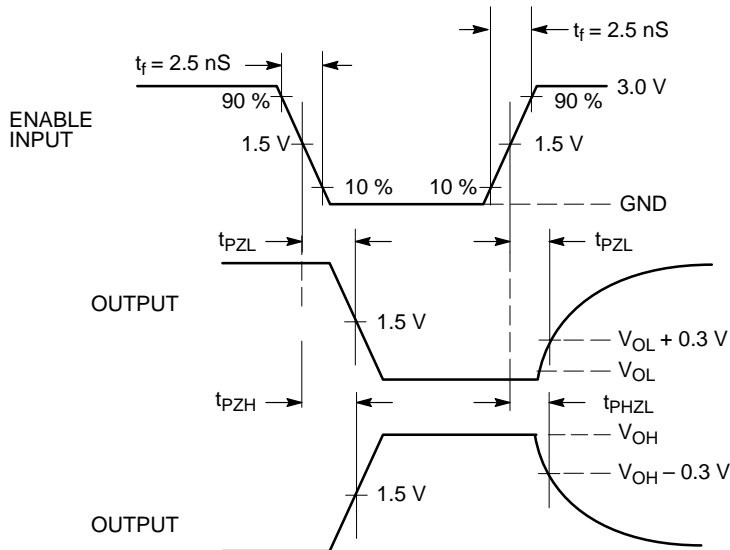 t_f = 2.5 nS
t_f = 2.5 nS
90 %
90 %
3.0 V
ENABLE
INPUT
1.5 V
1.5 V
10 %
10 %
GND
t_PZL
t_PZL
OUTPUT
1.5 V
V_OL + 0.3 V
V_OL
t_PZH
t_PHZL
V_OH
V_OH – 0.3 V
1.5 V
OUTPUT